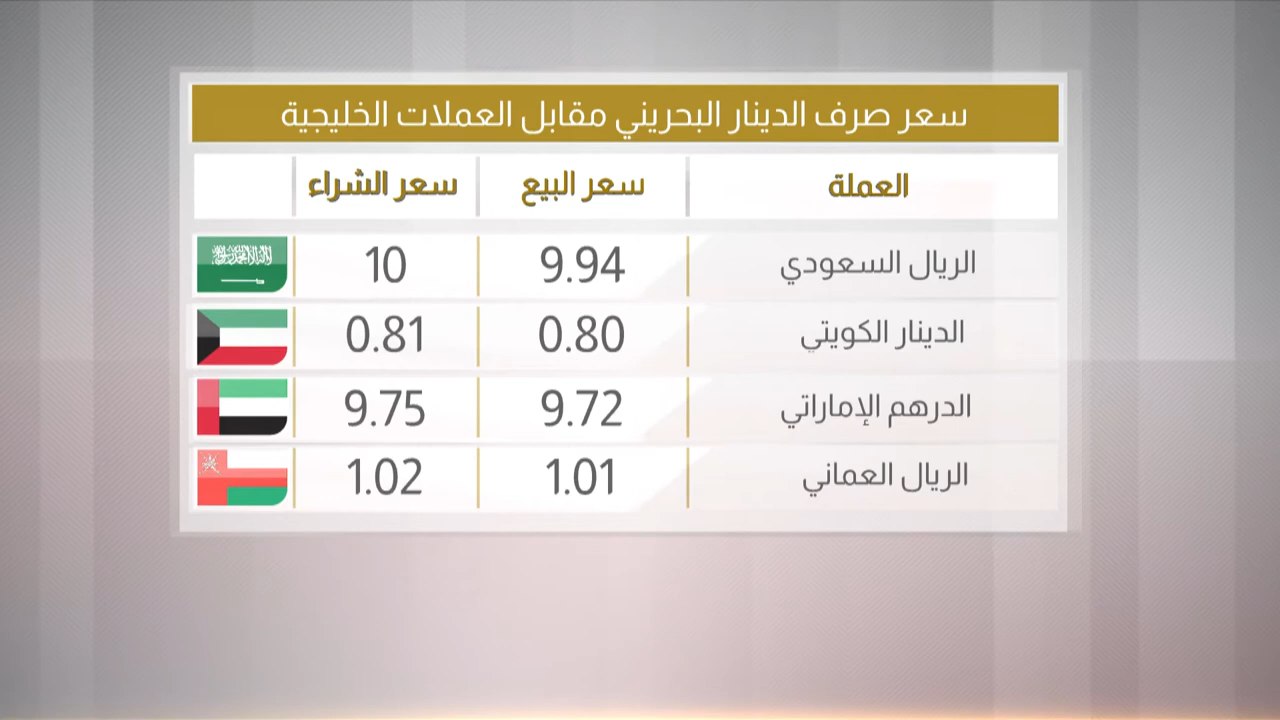 سعر صرف الدينار البحريني مقابل العملات الخليجية
العملة سعر البيع سعر الشراء
الريال السعودي 9.94 10
الدينار الكويتي 0.80 0.81
الدرهم الإماراتي 9.72 9.75
الريال العماني 1.01 1.02